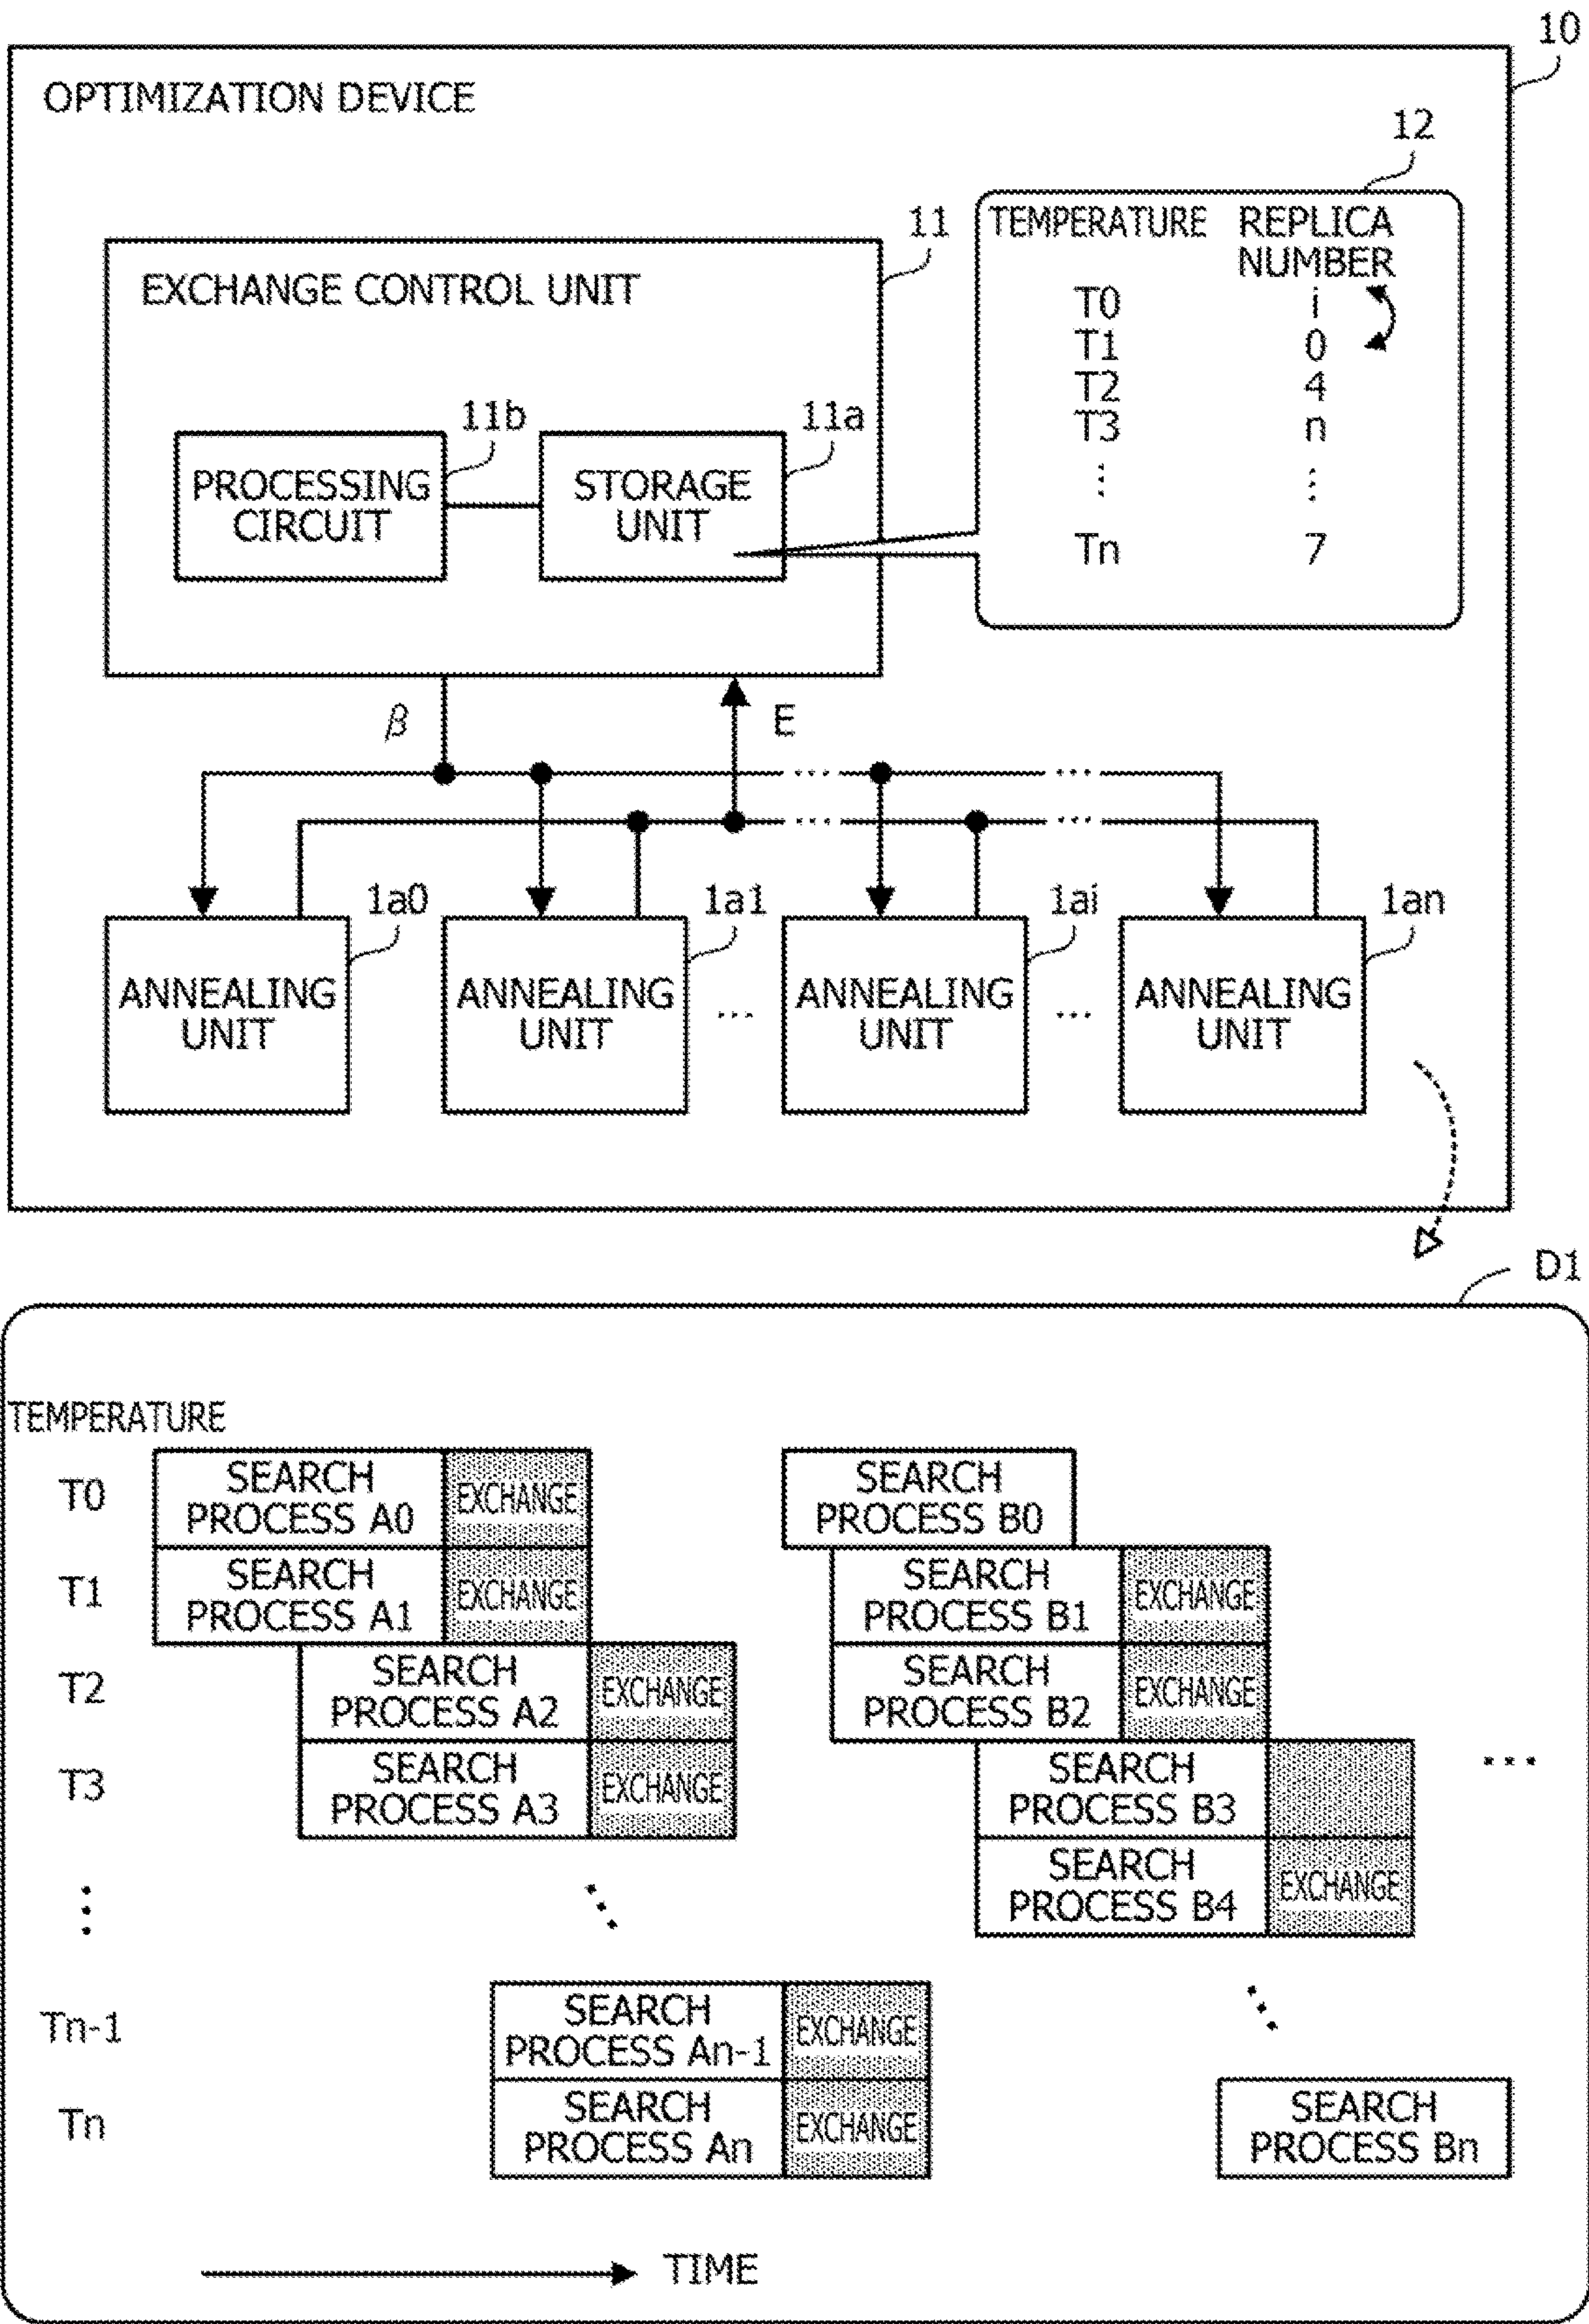 10
OPTIMIZATION DEVICE
12
TEMPERATURE REPLICA
NUMBER
11
EXCHANGE CONTROL UNIT
T0 i
T1 0
T2 4
T3 n
⋮ ⋮
Tn 7
11b 11a
PROCESSING
CIRCUIT
STORAGE
UNIT
β E
... ...
... ...
1a0 1a1 1ai 1an
ANNEALING
UNIT
ANNEALING
UNIT
...
ANNEALING
UNIT
...
ANNEALING
UNIT
D1
TEMPERATURE
T0
SEARCH
PROCESS A0
EXCHANGE
SEARCH
PROCESS B0
T1
SEARCH
PROCESS A1
EXCHANGE
SEARCH
PROCESS B1
EXCHANGE
T2
SEARCH
PROCESS A2
EXCHANGE
SEARCH
PROCESS B2
EXCHANGE
T3
SEARCH
PROCESS A3
EXCHANGE
SEARCH
PROCESS B3
...
⋮
⋱
SEARCH
PROCESS B4
EXCHANGE
Tn-1
SEARCH
PROCESS An-1
EXCHANGE
⋱
Tn
SEARCH
PROCESS An
EXCHANGE
SEARCH
PROCESS Bn
TIME